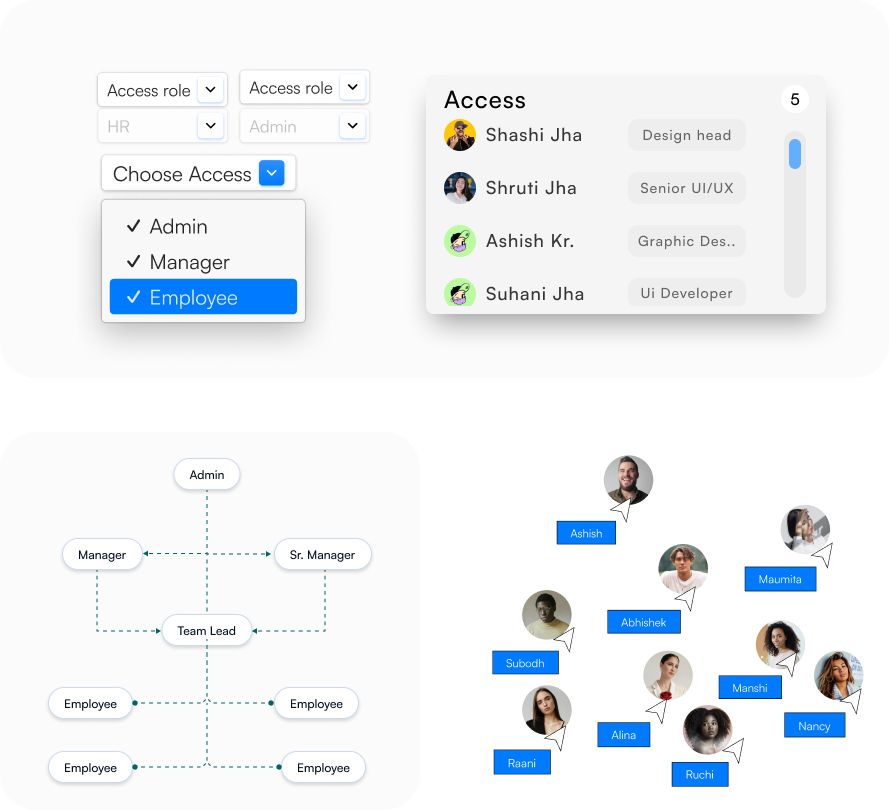 Access role
Access role
HR
Admin
Choose Access
Admin
Manager
Employee
Access
5
Shashi Jha
Design head
Shruti Jha
Senior UI/UX
Ashish Kr.
Graphic Des..
Suhani Jha
Ui Developer
Admin
Manager
Sr. Manager
Team Lead
Employee
Employee
Employee
Employee
Ashish
Maumita
Abhishek
Subodh
Manshi
Nancy
Alina
Raani
Ruchi